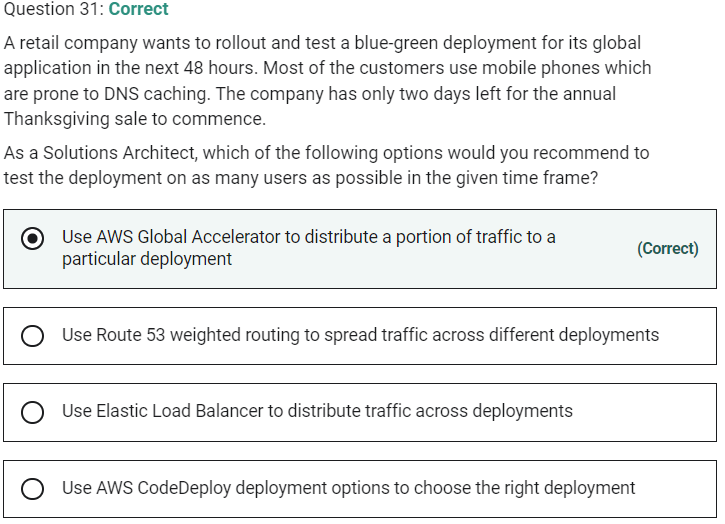 Question 31: Correct
A retail company wants to rollout and test a blue-green deployment for its global
application in the next 48 hours. Most of the customers use mobile phones which
are prone to DNS caching. The company has only two days left for the annual
Thanksgiving sale to commence.
As a Solutions Architect, which of the following options would you recommend to
test the deployment on as many users as possible in the given time frame?
Use AWS Global Accelerator to distribute a portion of traffic to a
particular deployment
(Correct)
Use Route 53 weighted routing to spread traffic across different deployments
Use Elastic Load Balancer to distribute traffic across deployments
Use AWS CodeDeploy deployment options to choose the right deployment